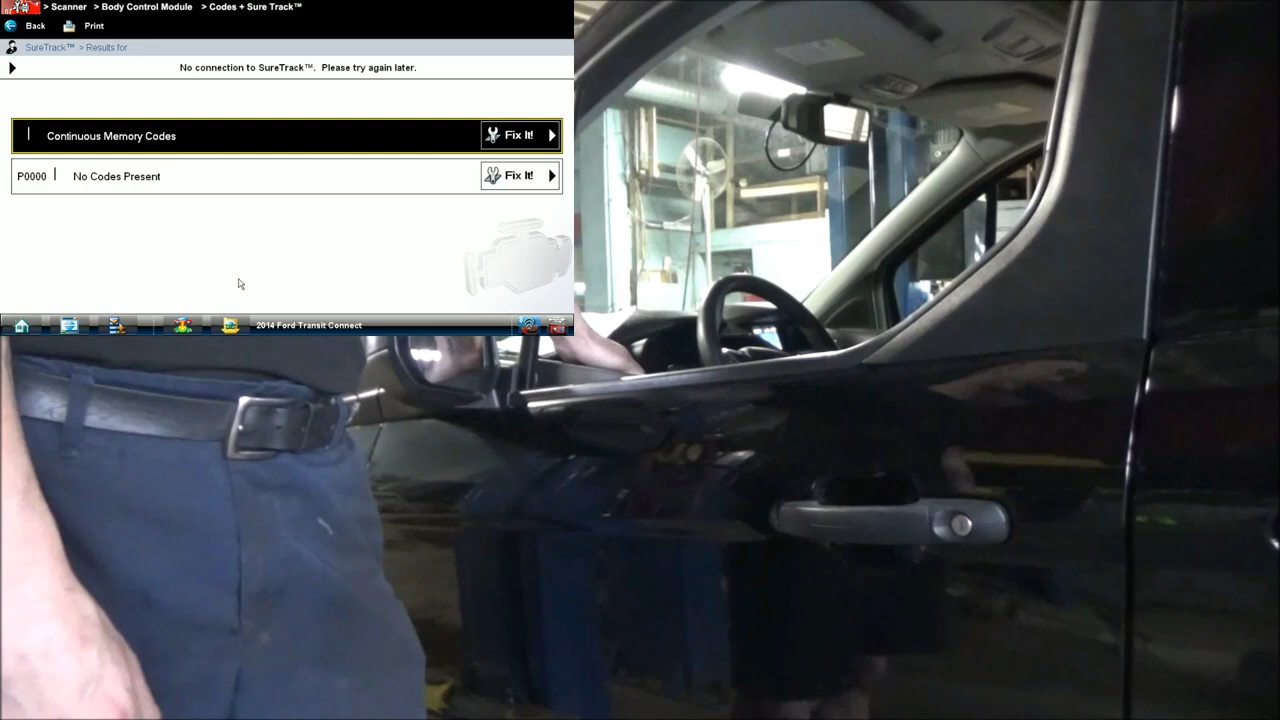 > Scanner > Body Control Module > Codes + Sure Track™
Back Print
SureTrack™ > Results for
No connection to SureTrack™. Please try again later.
Continuous Memory Codes Fix It!
P0000 No Codes Present Fix It!
2014 Ford Transit Connect